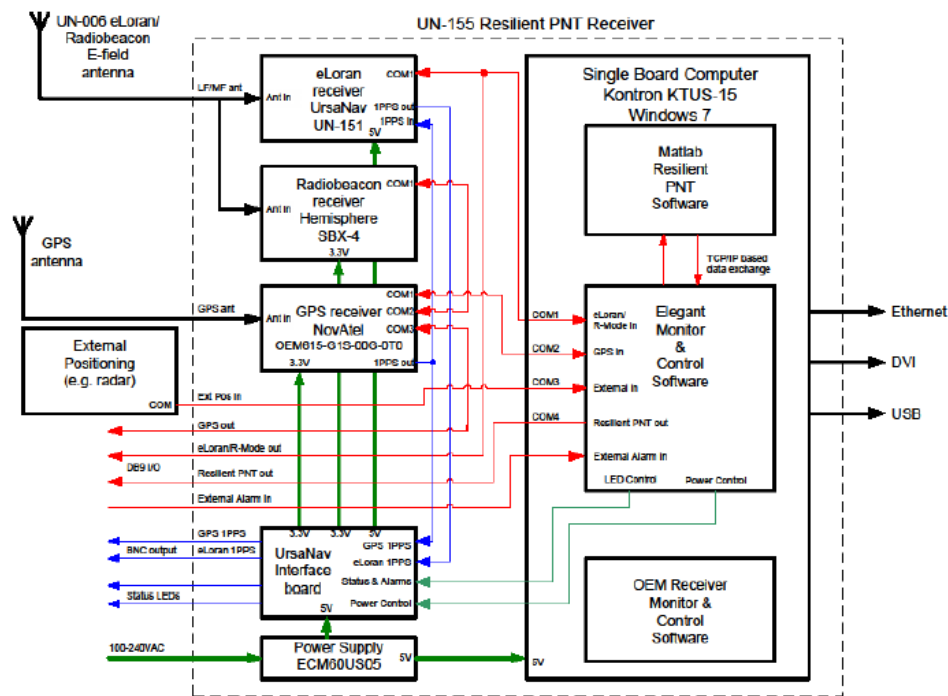 UN-155 Resilient PNT Receiver
UN-006 eLoran/
Radiobeacon
E-field
antenna
LF/MF ant
Ant In
eLoran
receiver
UrsaNav
UN-151
COM1
1PPS out
1PPS In
5V
Radiobeacon
receiver
Hemisphere
SBX-4
Ant In
COM1
3.3V
GPS
antenna
GPS ant
Ant In
GPS receiver
NovAtel
OEM615-G1S-00G-0T0
COM1
COM2
COM3
3.3V
1PPS out
External
Positioning
(e.g. radar)
COM
Ext Pos In
GPS out
eLoran/R-Mode out
DB9 I/O
Resilient PNT out
External Alarm In
GPS 1PPS
BNC output
eLoran 1PPS
Status LEDs
3.3V
3.3V
5V
UrsaNav
Interface
board
GPS 1PPS
eLoran 1PPS
Status & Alarms
Power Control
5V
100-240VAC
Power Supply
ECM60US05
5V
5V
Single Board Computer
Kontron KTUS-15
Windows 7
Matlab
Resilient
PNT
Software
TCP/IP based
data exchange
COM1
COM2
COM3
COM4
eLoran/
R-Mode In
GPS In
External In
Resilient PNT out
External Alarm In
Elegant
Monitor
&
Control
Software
LED Control
Power Control
OEM Receiver
Monitor &
Control
Software
Ethernet
DVI
USB